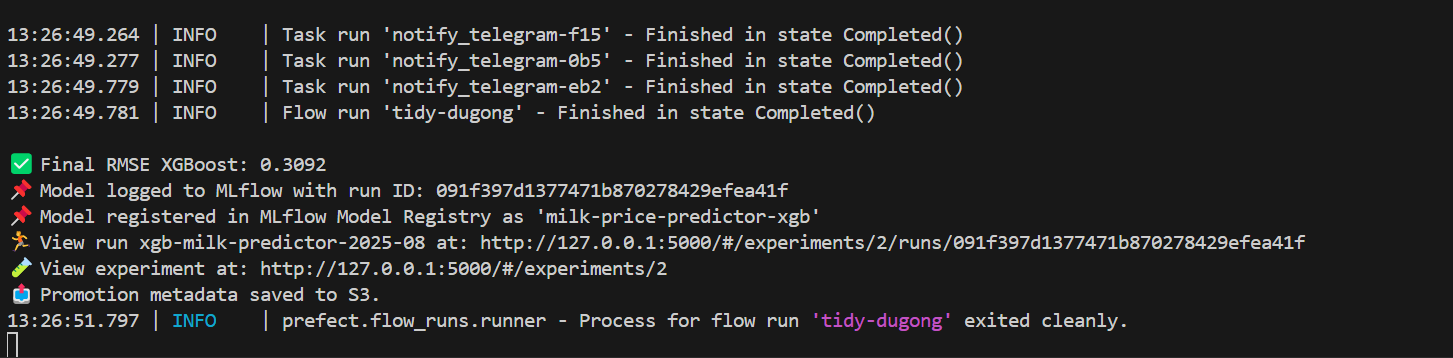 13:26:49.264 | INFO    | Task run 'notify_telegram-f15' - Finished in state Completed()
13:26:49.277 | INFO    | Task run 'notify_telegram-0b5' - Finished in state Completed()
13:26:49.779 | INFO    | Task run 'notify_telegram-eb2' - Finished in state Completed()
13:26:49.781 | INFO    | Flow run 'tidy-dugong' - Finished in state Completed()
✅ Final RMSE XGBoost: 0.3092
📌 Model logged to MLflow with run ID: 091f397d1377471b870278429efea41f
📌 Model registered in MLflow Model Registry as 'milk-price-predictor-xgb'
🏃 View run xgb-milk-predictor-2025-08 at: http://127.0.0.1:5000/#/experiments/2/runs/091f397d1377471b870278429efea41f
🧪 View experiment at: http://127.0.0.1:5000/#/experiments/2
📤 Promotion metadata saved to S3.
13:26:51.797 | INFO    | prefect.flow_runs.runner - Process for flow run 'tidy-dugong' exited cleanly.